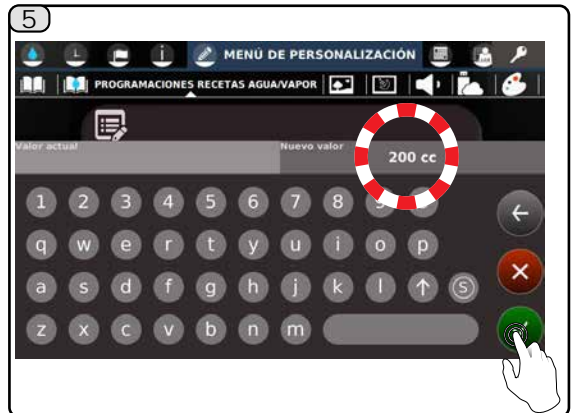 5
MENÚ DE PERSONALIZACIÓN
PROGRAMACIONES RECETAS AGUA/VAPOR
Valor actual
Nuevo valor
200 cc
1 2 3 4 5 6 7 8 9
q w e r t y u i o p
a s d f g h j k l S
z x c v b n m